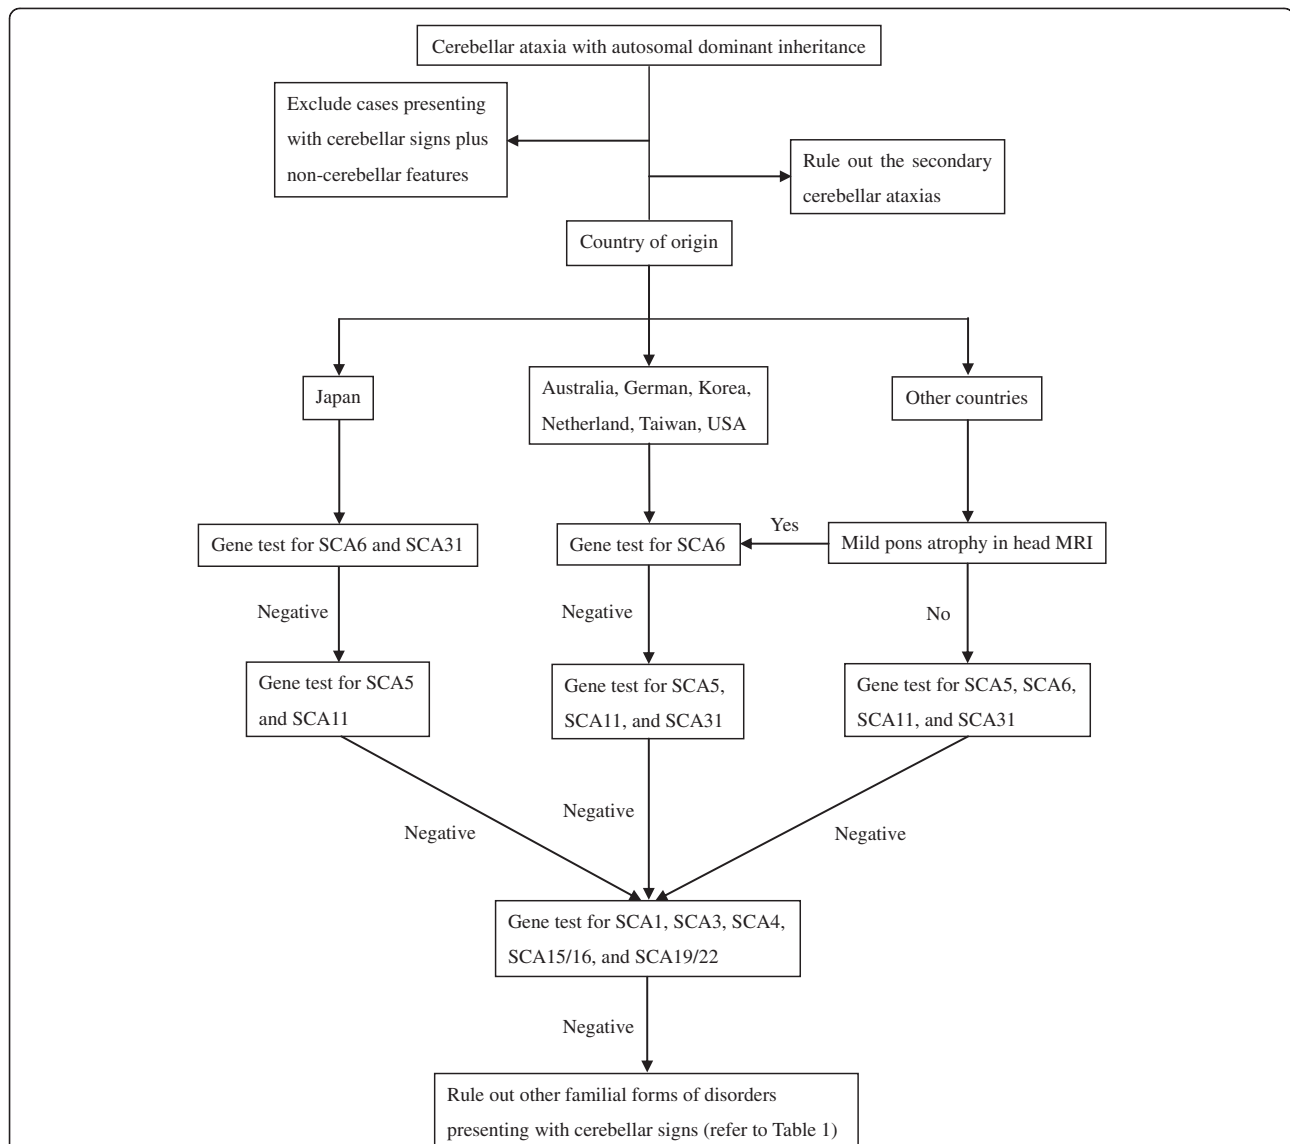 Cerebellar ataxia with autosomal dominant inheritance
Exclude cases presenting
with cerebellar signs plus
non-cerebellar features
Rule out the secondary
cerebellar ataxias
Country of origin
Japan
Australia, German, Korea,
Netherland, Taiwan, USA
Other countries
Gene test for SCA6 and SCA31
Gene test for SCA6
Yes
Mild pons atrophy in head MRI
Negative
Negative
No
Gene test for SCA5
and SCA11
Gene test for SCA5,
SCA11, and SCA31
Gene test for SCA5, SCA6,
SCA11, and SCA31
Negative
Negative
Negative
Gene test for SCA1, SCA3, SCA4,
SCA15/16, and SCA19/22
Negative
Rule out other familial forms of disorders
presenting with cerebellar signs (refer to Table 1)